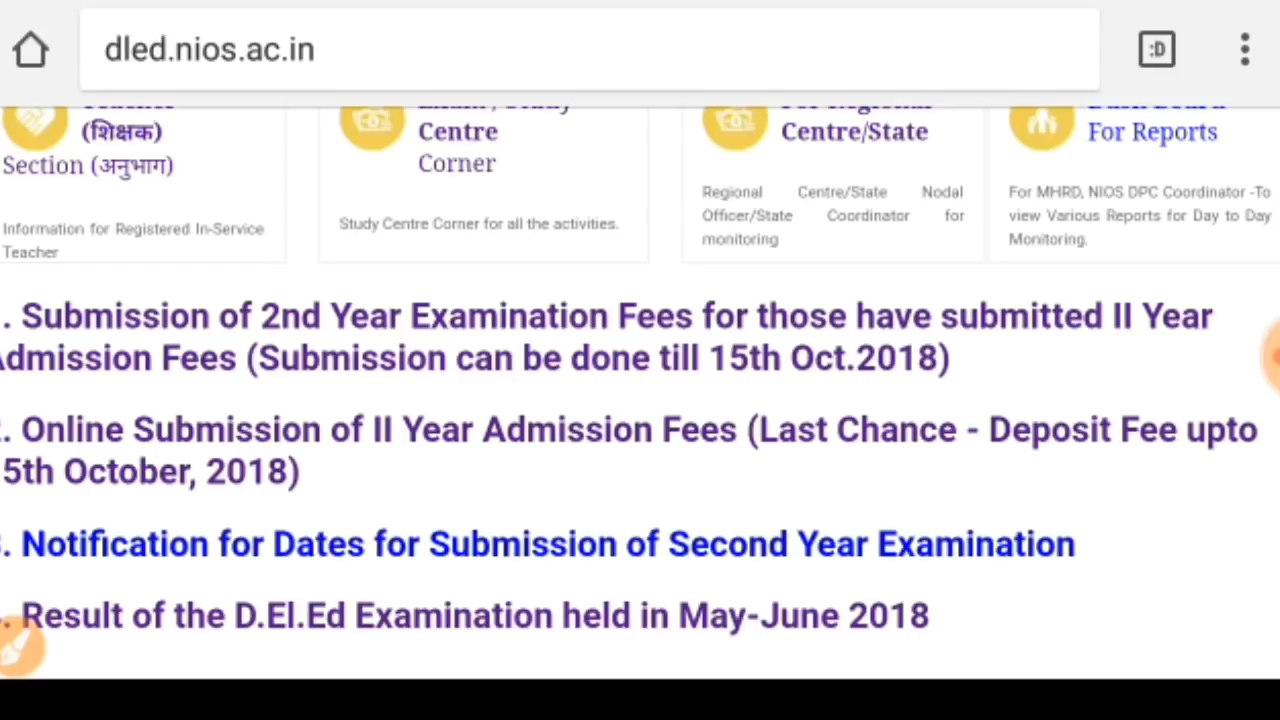 dled.nios.ac.in
:D
(शिक्षक)
Section (अनुभाग)
Information for Registered In-Service
Teacher
Centre
Corner
Study Centre Corner for all the activities.
Centre/State
Regional Centre/State Nodal
Officer/State Coordinator for
monitoring
For Reports
For MHRD, NIOS DPC Coordinator -To
view Various Reports for Day to Day
Monitoring.
. Submission of 2nd Year Examination Fees for those have submitted II Year
Admission Fees (Submission can be done till 15th Oct.2018)
. Online Submission of II Year Admission Fees (Last Chance - Deposit Fee upto
5th October, 2018)
. Notification for Dates for Submission of Second Year Examination
. Result of the D.El.Ed Examination held in May-June 2018